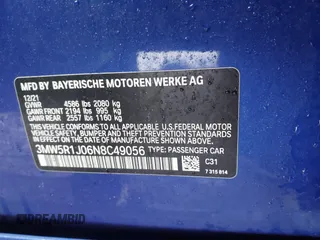 MFD BY BAYERISCHE MOTOREN WERKE AG
12/21
GVWR 4586 lbs 2080 kg
GAWR FRONT 2194 lbs 995 kg
GAWR REAR 2557 lbs 1160 kg
THIS VEHICLE CONFORMS TO ALL APPLICABLE U.S. FEDERAL MOTOR
VEHICLE SAFETY, BUMPER AND THEFT PREVENTION STANDARDS
IN EFFECT ON THE DATE OF MANUFACTURE SHOWN ABOVE.
3MW5R1J06N8C49056 TYPE: PASSENGER CAR
C31
7 315 814